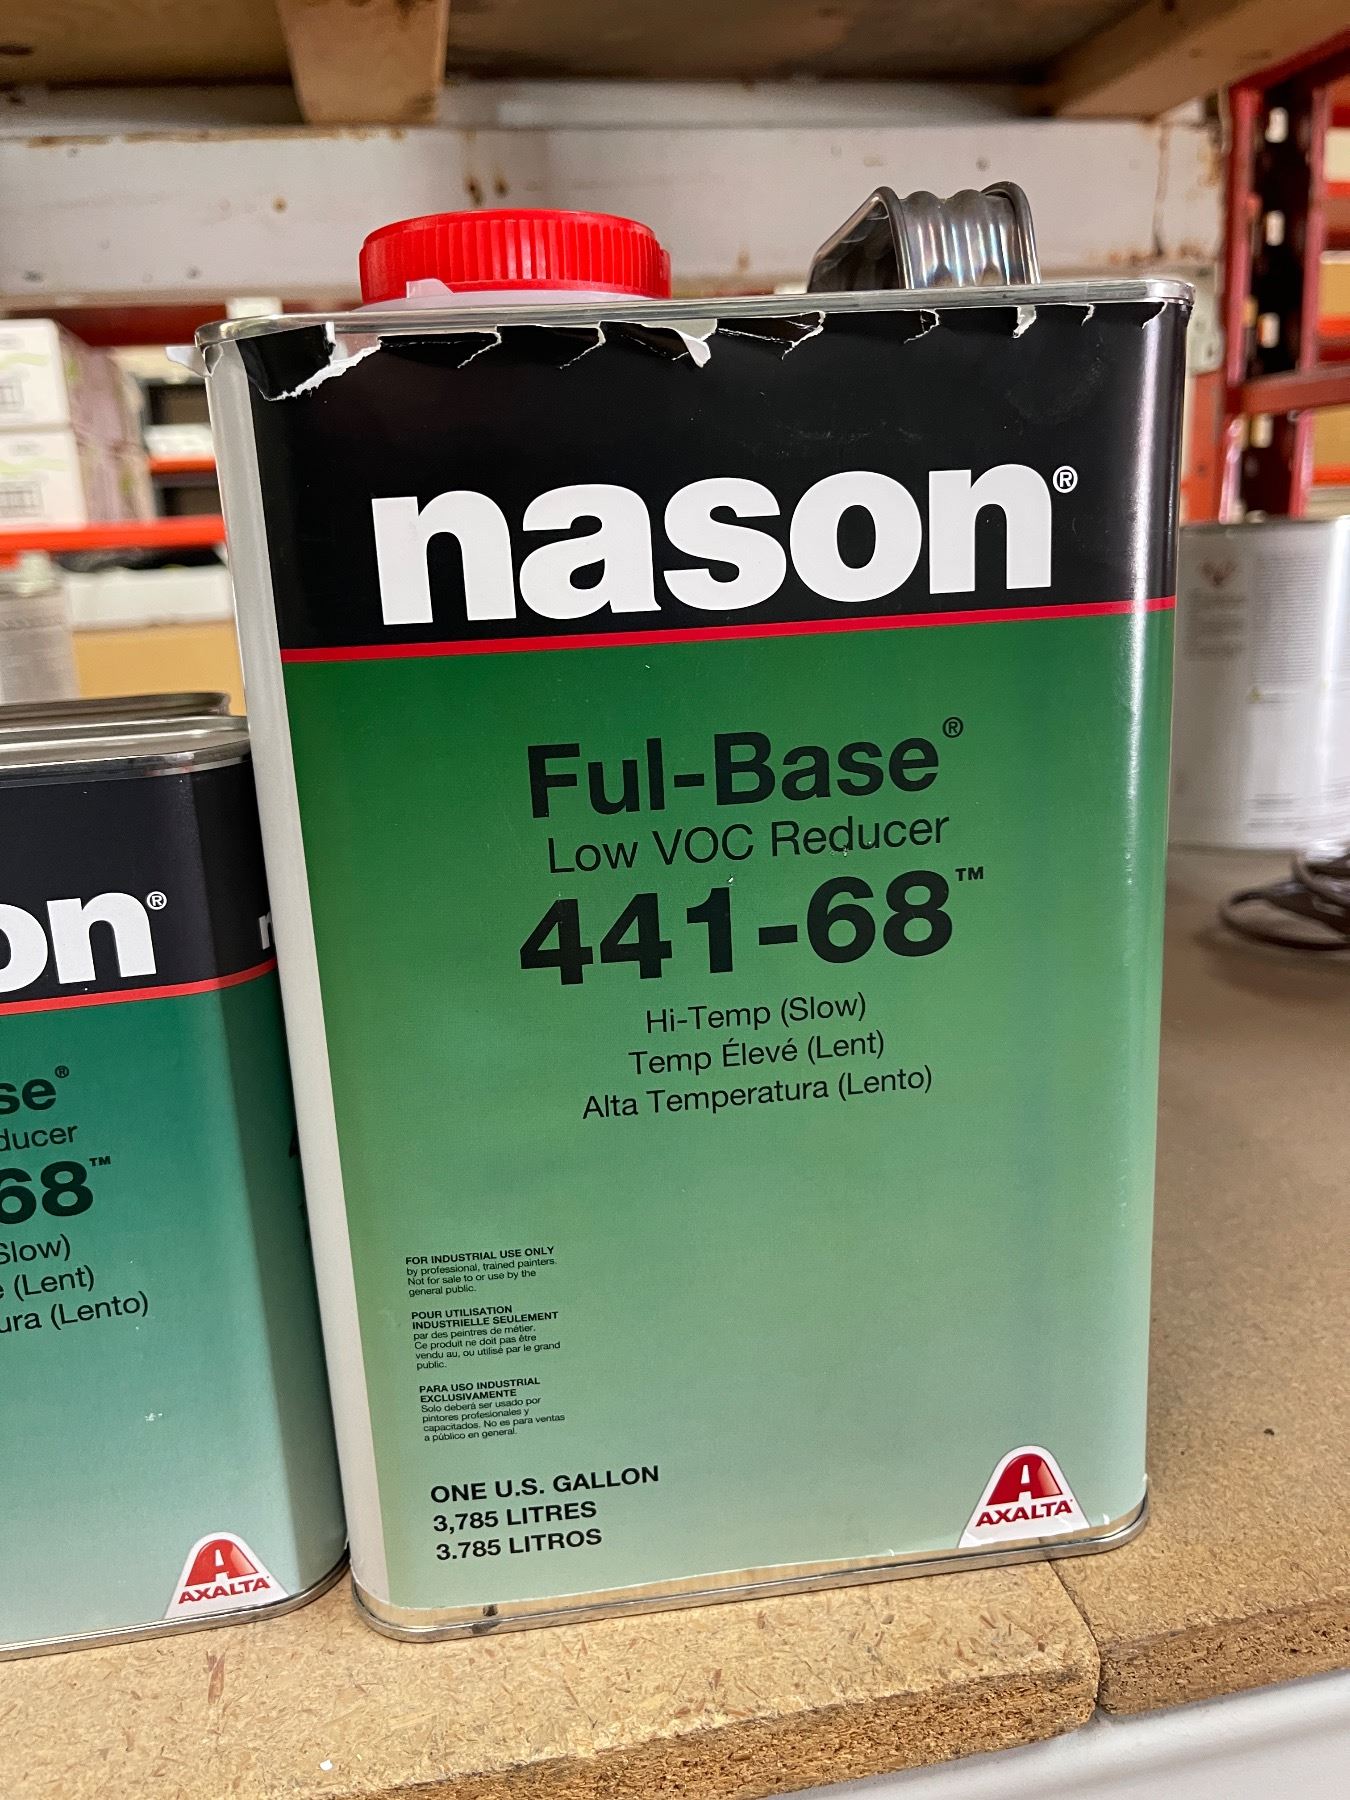 nason®
Ful-Base®
Low VOC Reducer
441-68™
Hi-Temp (Slow)
Temp Élevé (Lent)
Alta Temperatura (Lento)
FOR INDUSTRIAL USE ONLY
by professional, trained painters.
Not for sale to or use by the
general public.
POUR UTILISATION
INDUSTRIELLE SEULEMENT
par des peintres de métier.
Ce produit ne doit pas être
vendu au, ou utilisé par le grand
public.
PARA USO INDUSTRIAL
EXCLUSIVAMENTE
Solo deberá ser usado por
pintores profesionales y
capacitados. No es para ventas
a público en general.
ONE U.S. GALLON
3,785 LITRES
3.785 LITROS
AXALTA
on®
se®
ducer
68™
Slow)
(Lent)
ura (Lento)
AXALTA